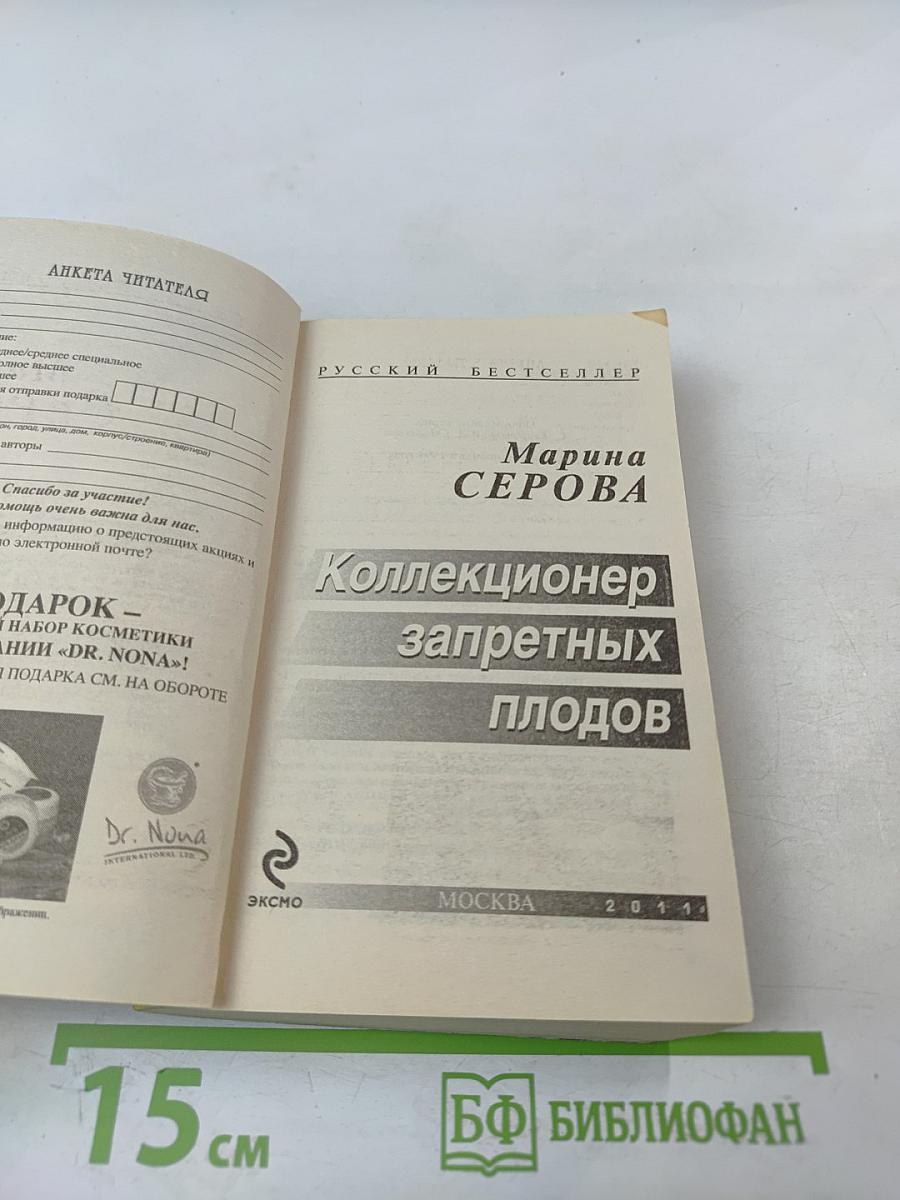 АНКЕТА ЧИТАТЕЛЯ
днее/среднее специальное
олное высшее
шее
я отправки подарка
он, город, улица, дом, корпус/строение, квартира)
авторы
Спасибо за участие!
омощь очень важна для нас.
информацию о предстоящих акциях и
по электронной почте?
ОДАРОК –
Й НАБОР КОСМЕТИКИ
АНИИ «DR. NONA»!
Я ПОДАРКА СМ. НА ОБОРОТЕ
Dr. Nona
INTERNATIONAL LTD.
бражении.
РУССКИЙ БЕСТСЕЛЛЕР
Марина
СЕРОВА
Коллекционер
запретных
плодов
ЭКСМО
МОСКВА 2011
15 см
БФ БИБЛИОФАН